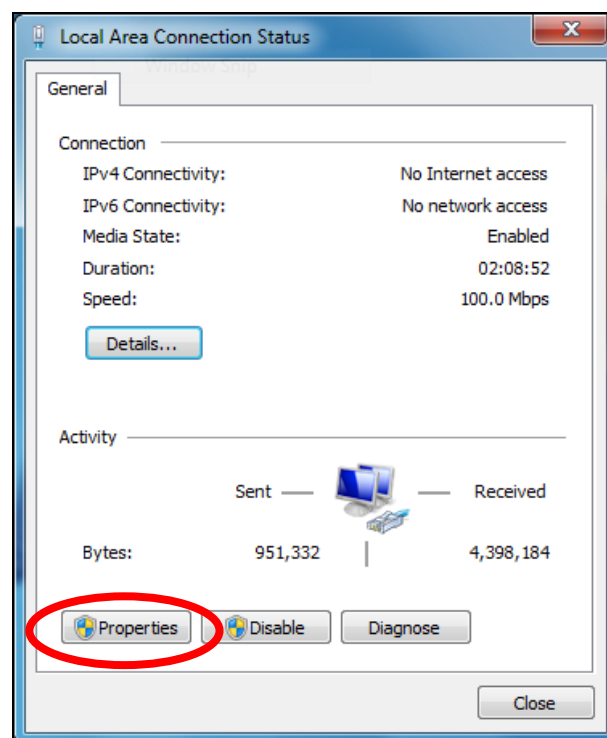 Local Area Connection Status
Window Snip
General
Connection
IPv4 Connectivity: No Internet access
IPv6 Connectivity: No network access
Media State: Enabled
Duration: 02:08:52
Speed: 100.0 Mbps
Details...
Activity
Sent Received
Bytes: 951,332 4,398,184
Properties Disable Diagnose
Close